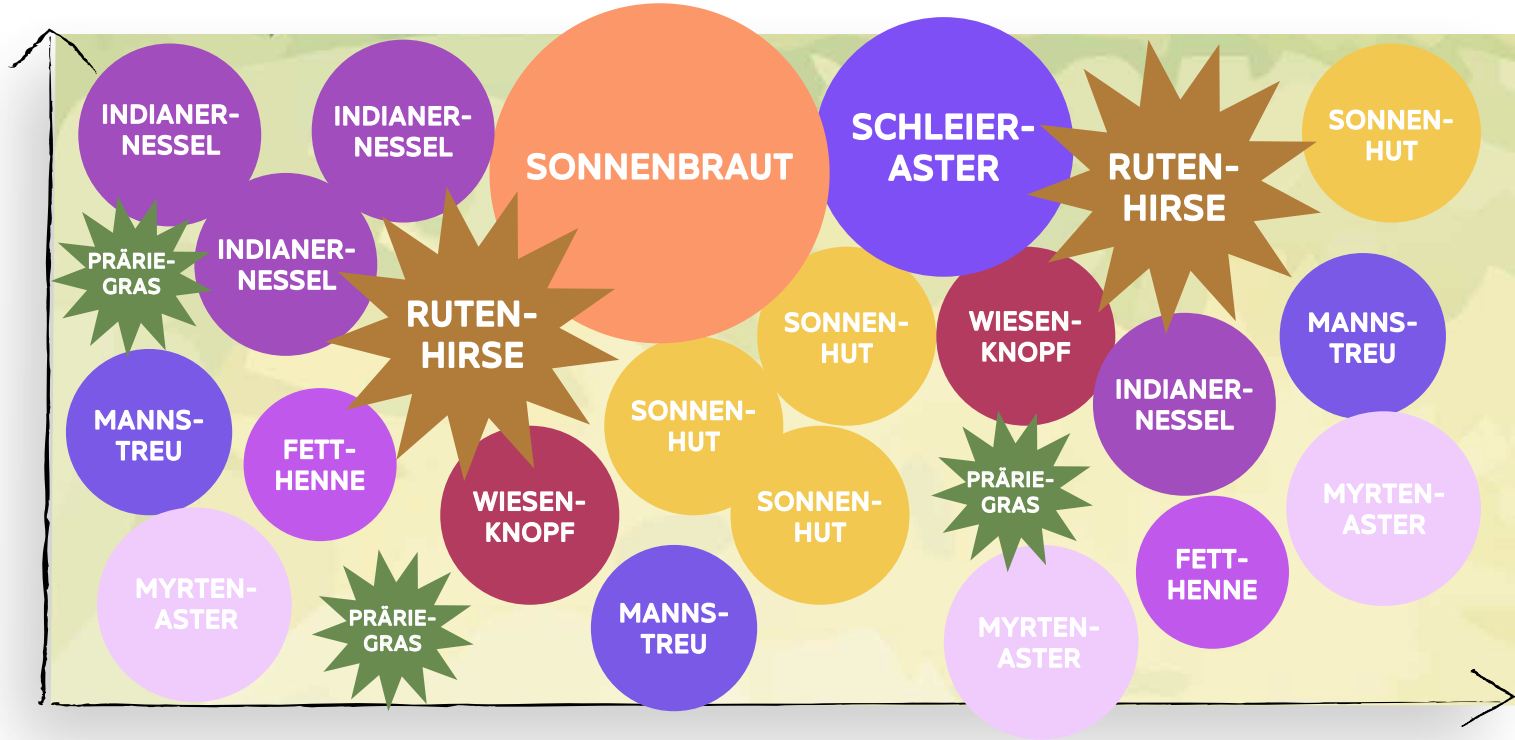 INDIANER-
NESSEL
INDIANER-
NESSEL
SONNENBRAUT
SCHLEIER-
ASTER
RUTEN-
HIRSE
SONNEN-
HUT
PRÄRIE-
GRAS
INDIANER-
NESSEL
RUTEN-
HIRSE
SONNEN-
HUT
WIESEN-
KNOPF
MANNS-
TREU
MANNS-
TREU
FETT-
HENNE
SONNEN-
HUT
INDIANER-
NESSEL
WIESEN-
KNOPF
SONNEN-
HUT
PRÄRIE-
GRAS
MYRTEN-
ASTER
MYRTEN-
ASTER
PRÄRIE-
GRAS
MANNS-
TREU
MYRTEN-
ASTER
FETT-
HENNE